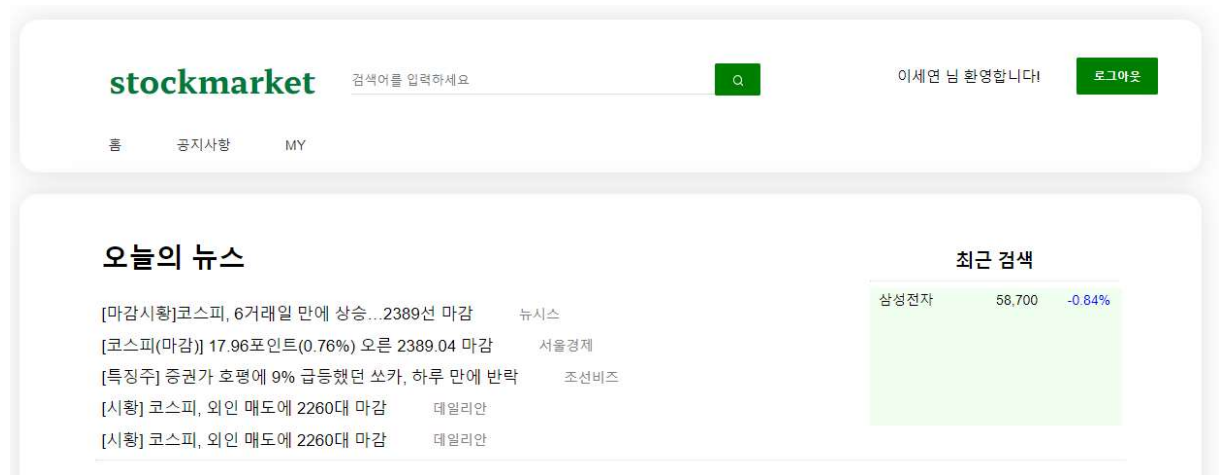 stockmarket 검색어를 입력하세요 이세연 님 환영합니다! 로그아웃
홈 공지사항 MY
오늘의 뉴스
[마감시황]코스피, 6거래일 만에 상승…2389선 마감 뉴시스
[코스피(마감)] 17.96포인트(0.76%) 오른 2389.04 마감 서울경제
[특징주] 증권가 호평에 9% 급등했던 쏘카, 하루 만에 반락 조선비즈
[시황] 코스피, 외인 매도에 2260대 마감 데일리안
[시황] 코스피, 외인 매도에 2260대 마감 데일리안
최근 검색
삼성전자 58,700 -0.84%